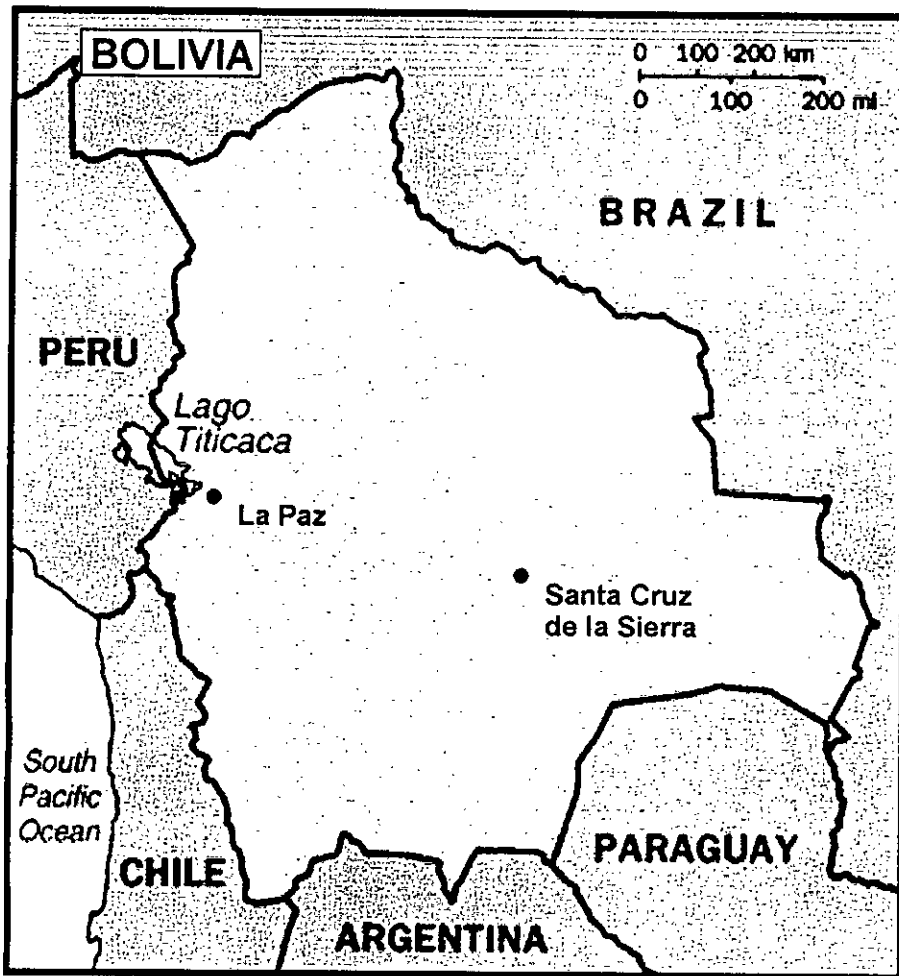 BOLIVIA
0 100 200 km
0 100 200 mi
BRAZIL
PERU
Lago
Titicaca
La Paz
Santa Cruz
de la Sierra
South
Pacific
Ocean
CHILE
PARAGUAY
ARGENTINA